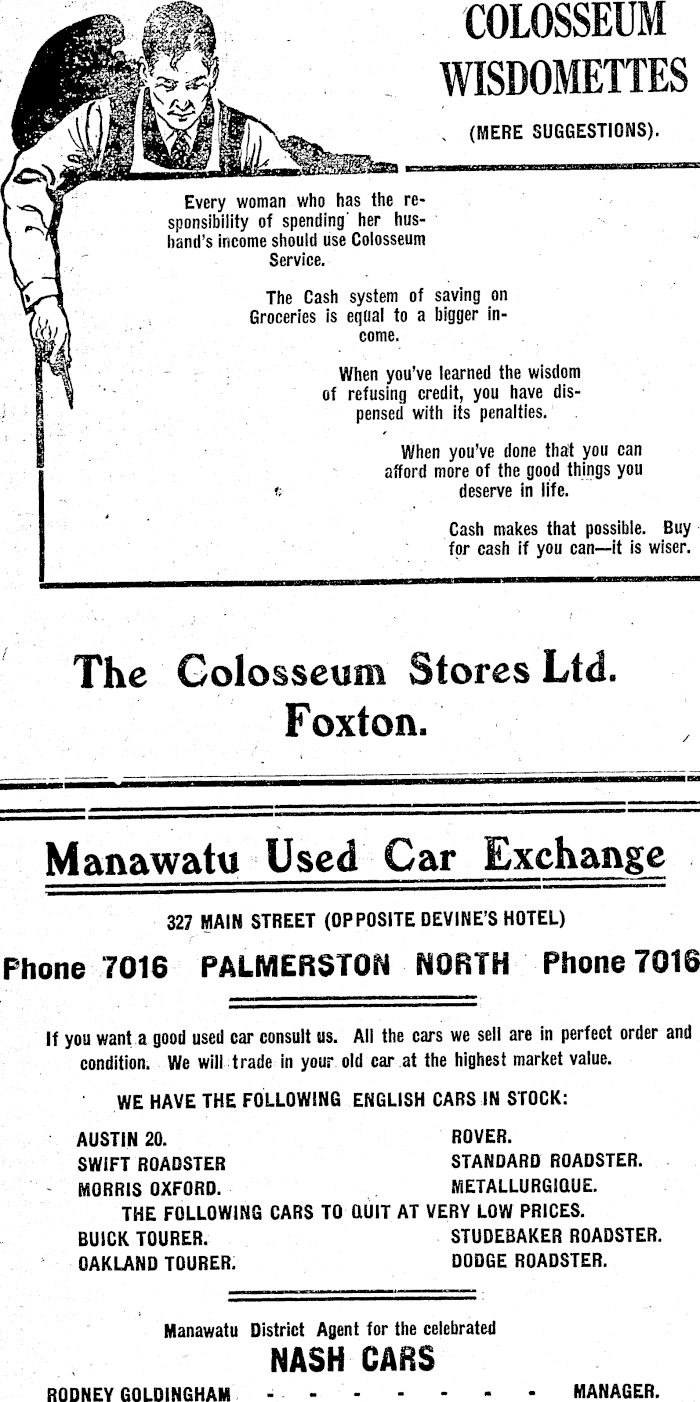 COLOSSEUM
WISDOMETTES
(MERE SUGGESTIONS).
Every woman who has the re-
sponsibility of spending her hus-
band's income should use Colosseum
Service.
The Cash system of saving on
Groceries is equal to a bigger in-
come.
When you've learned the wisdom
of refusing credit, you have dis-
pensed with its penalties.
When you've done that you can
afford more of the good things you
deserve in life.
Cash makes that possible. Buy
for cash if you can—it is wiser.
The Colosseum Stores Ltd.
Foxton.
Manawatu Used Car Exchange
327 MAIN STREET (OPPOSITE DEVINE'S HOTEL)
Phone 7016 PALMERSTON NORTH Phone 7016
If you want a good used car consult us. All the cars we sell are in perfect order and
condition. We will trade in your old car at the highest market value.
WE HAVE THE FOLLOWING ENGLISH CARS IN STOCK:
AUSTIN 20. ROVER.
SWIFT ROADSTER STANDARD ROADSTER.
MORRIS OXFORD. METALLURGIQUE.
THE FOLLOWING CARS TO QUIT AT VERY LOW PRICES.
BUICK TOURER. STUDEBAKER ROADSTER.
OAKLAND TOURER. DODGE ROADSTER.
Manawatu District Agent for the celebrated
NASH CARS
RODNEY GOLDINGHAM - - - - - - - MANAGER.